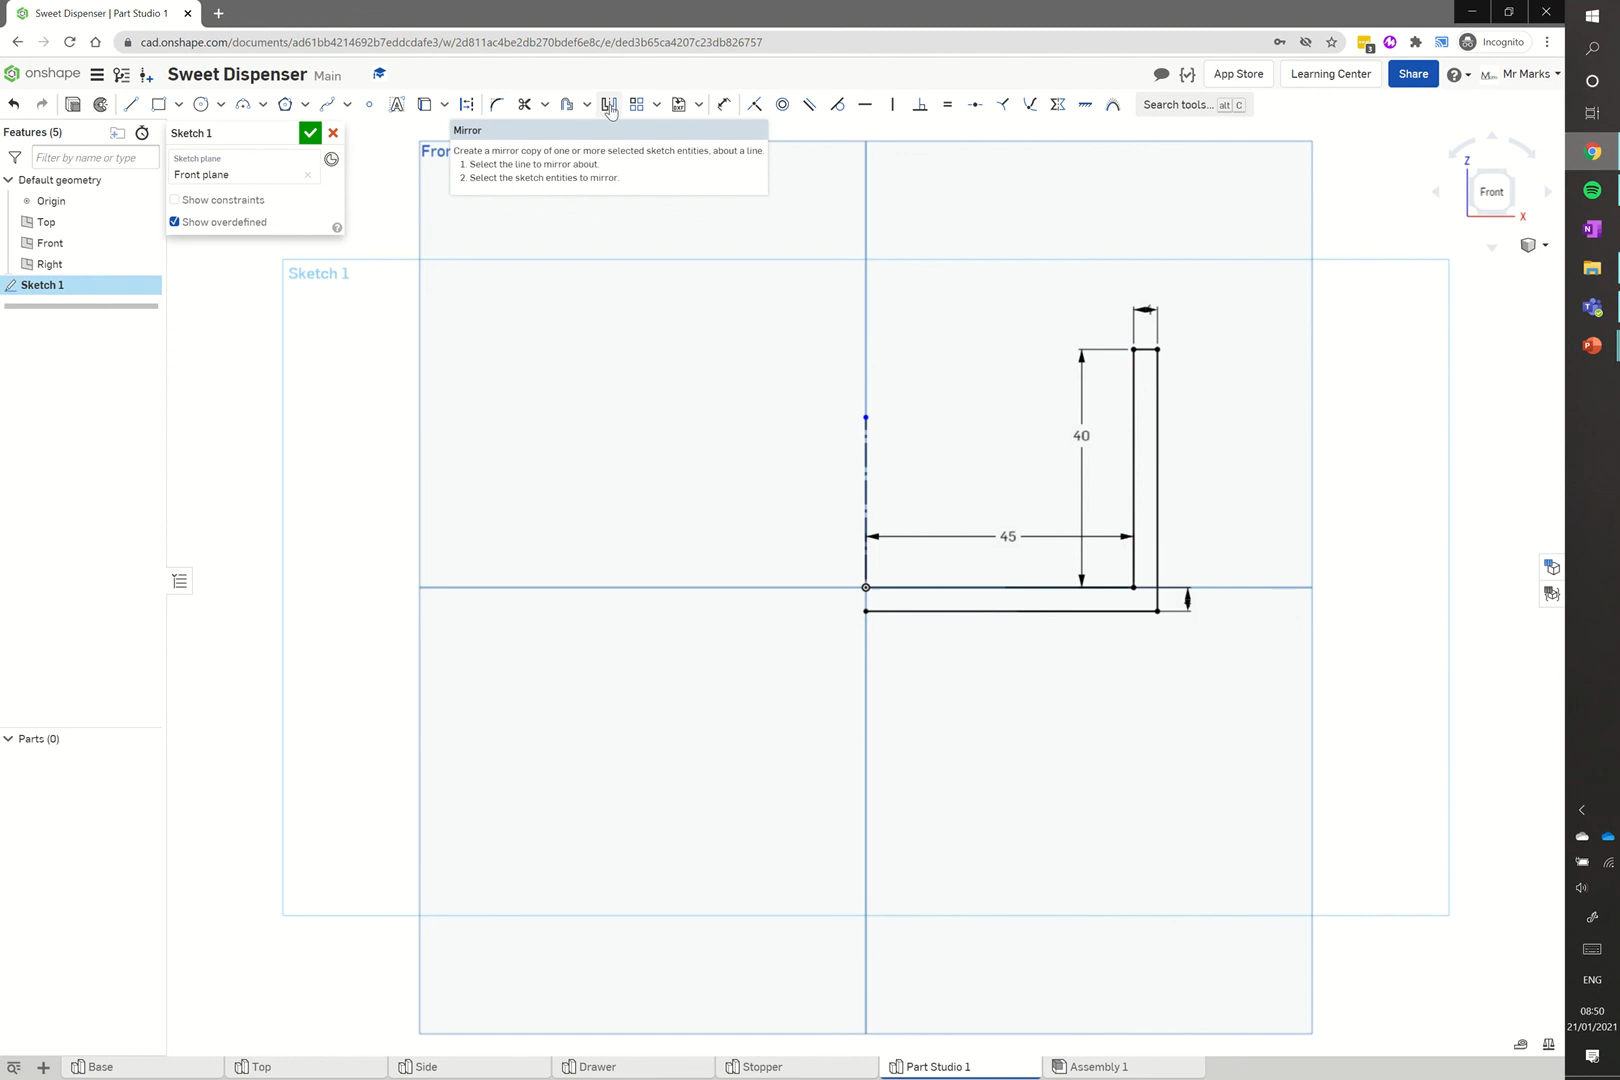 Sweet Dispenser | Part Studio 1
cad.onshape.com/documents/ad61bb4214692b7eddcdafe3/w/2d811ac4be2db270bdef6e8c/e/ded3b65ca4207c23db826757
3
Incognito
onshape
Sweet Dispenser Main
App Store
Learning Center
Share
Mr Marks
Search tools... alt C
Features (5)
Filter by name or type
Default geometry
Origin
Top
Front
Right
Sketch 1
Parts (0)
Sketch 1
Sketch plane
Front plane
Show constraints
Show overdefined
Mirror
Create a mirror copy of one or more selected sketch entities, about a line.
1. Select the line to mirror about.
2. Select the sketch entities to mirror.
Fro
Sketch 1
40
45
Z
Front
X
Base
Top
Side
Drawer
Stopper
Part Studio 1
Assembly 1
ENG
08:50
21/01/2021